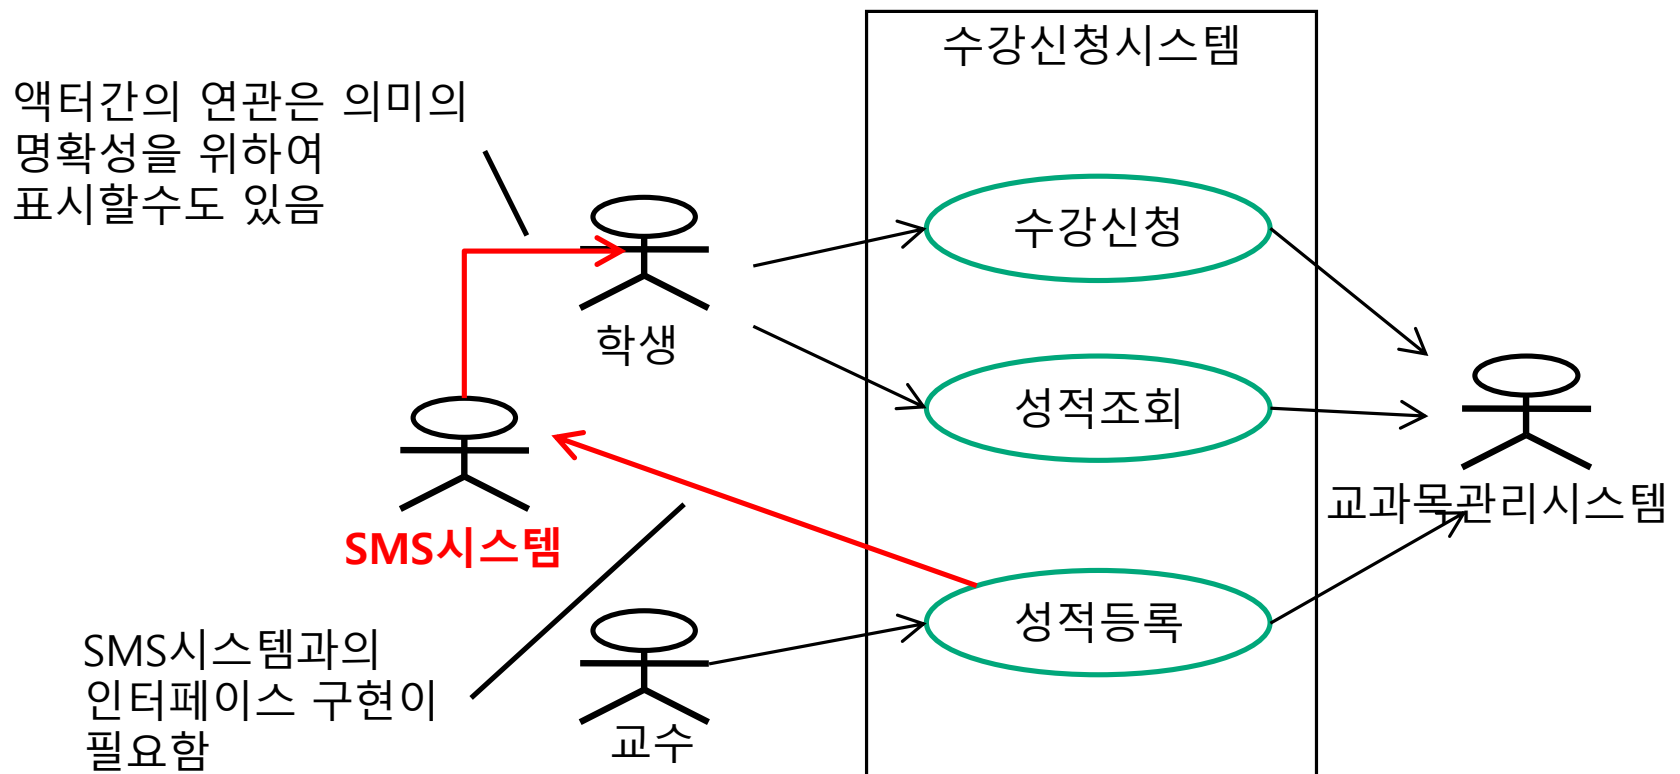 수강신청시스템
액터간의 연관은 의미의
명확성을 위하여
표시할수도 있음
수강신청
학생
성적조회
교과목관리시스템
SMS시스템
성적등록
SMS시스템과의
인터페이스 구현이
필요함
교수